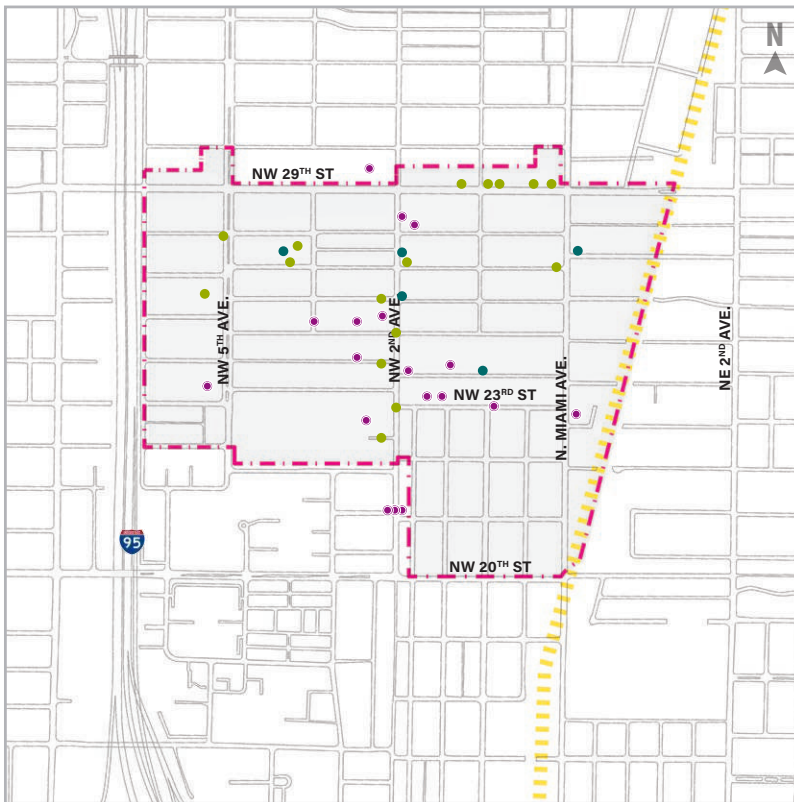 N
NW 29TH ST
NW 5TH AVE.
NW 2ND AVE
NE 2ND AVE.
N. MIAMI AVE.
NW 23RD ST
95
NW 20TH ST